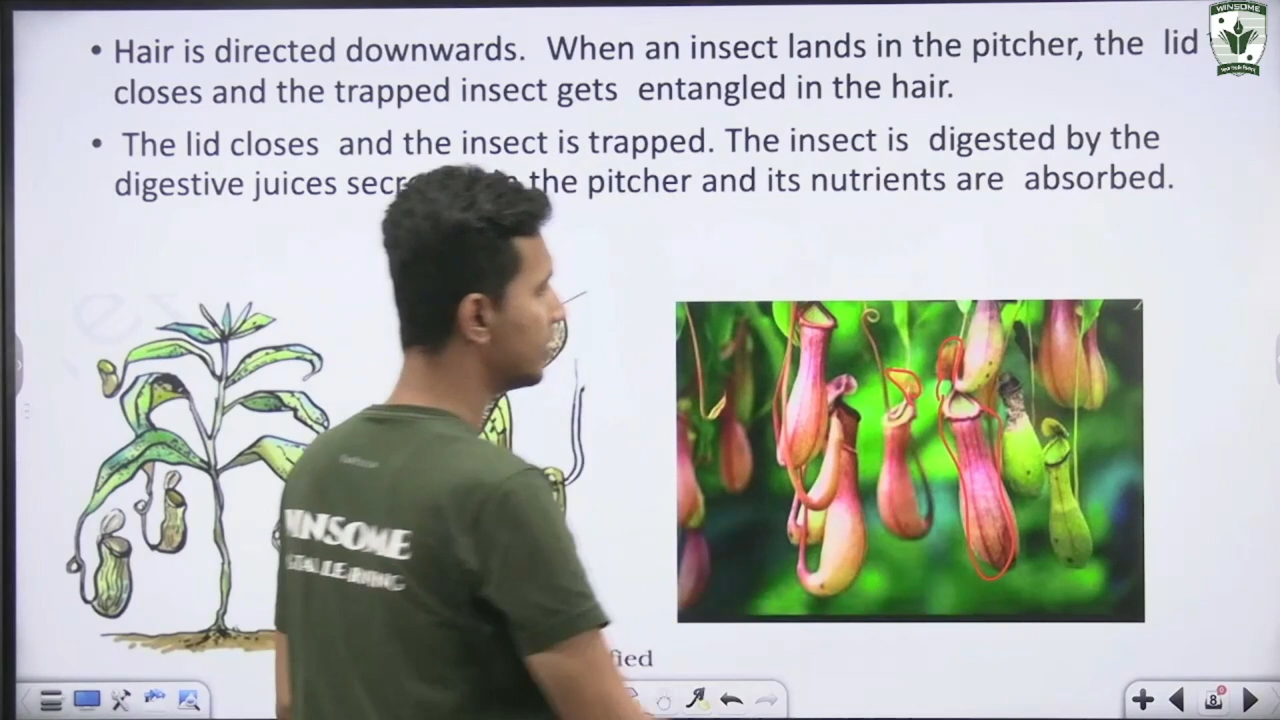 WINSOME
• Hair is directed downwards. When an insect lands in the pitcher, the lid
closes and the trapped insect gets entangled in the hair.
• The lid closes and the insect is trapped. The insect is digested by the
digestive juices the pitcher and its nutrients are absorbed.
WINSOME
8